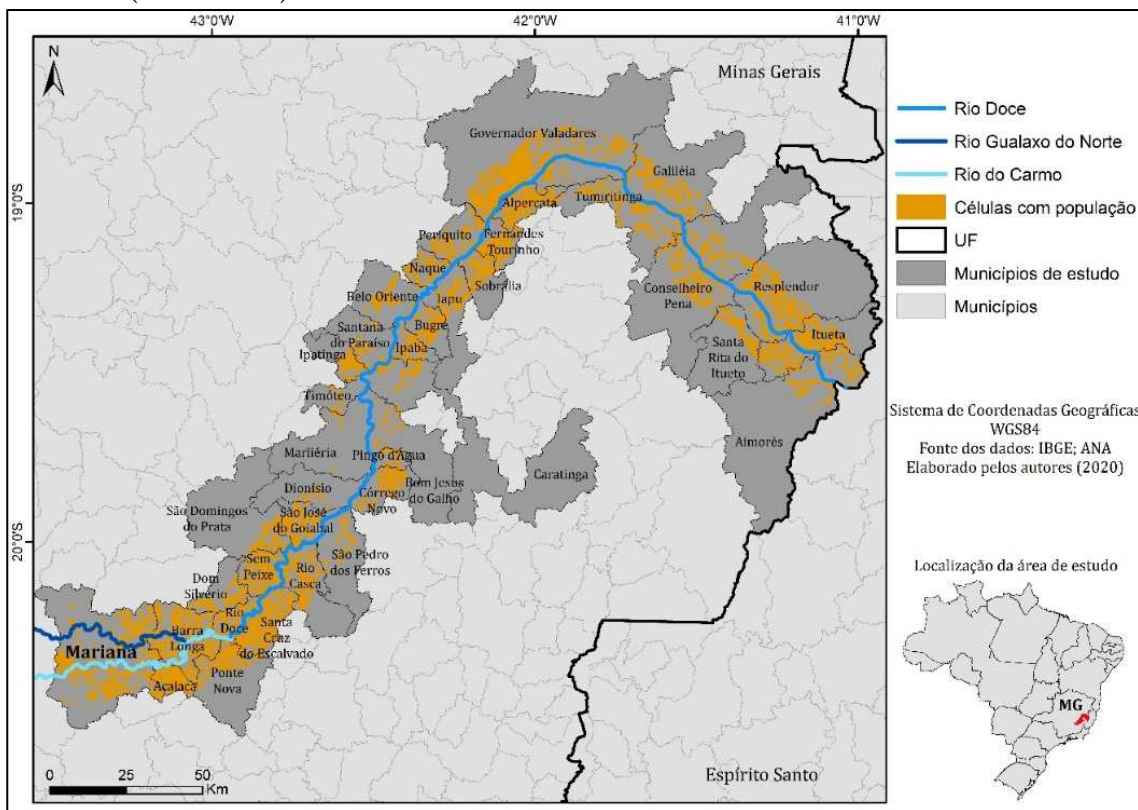 43°0'W
42°0'W
41°0'W
N
Minas Gerais
Governador Valadares
Galiléia
19°0'S
Alpercata
Tumiritinga
Periquito
Fernandes
Tourinho
Naque
Sobrália
Belo Oriente
Iapu
Conselheiro
Pena
Resplendor
Santana
do Paraíso
Bugre
Ipatinga
Ipaba
Itueta
Santa
Rita do
Itueto
Timóteo
Aimorés
Marliéria
Pingo d'Água
Caratinga
Dionísio
Bom Jesus
do Galho
Córrego
Novo
São Domingos
do Prata
São José
do Goiabal
20°0'S
São Pedro
dos Ferros
Sem
Peixe
Rio
Casca
Dom
Silvério
Rio
Doce
Santa
Cruz
do Escalvado
Barra
Longa
Mariana
Acaiaca
Ponte
Nova
0 25 50
Km
Espírito Santo
Rio Doce
Rio Gualaxo do Norte
Rio do Carmo
Células com população
UF
Municípios de estudo
Municípios
Sistema de Coordenadas Geográficas
WGS84
Fonte dos dados: IBGE; ANA
Elaborado pelos autores (2020)
Localização da área de estudo
MG